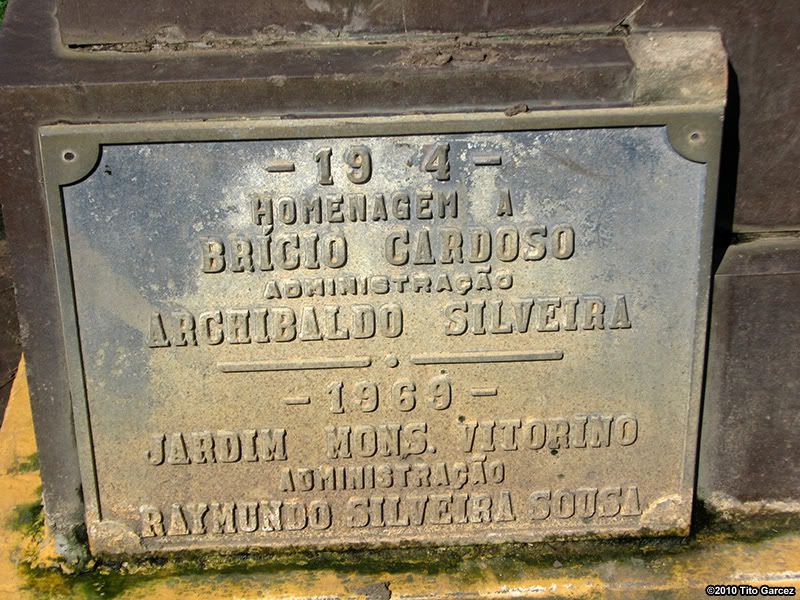 - 19 4 -
HOMENAGEM A
BRÍCIO CARDOSO
ADMINISTRAÇÃO
ARCHIBALDO SILVEIRA
- 1969 -
JARDIM MONS. VITORINO
ADMINISTRAÇÃO
RAYMUNDO SILVEIRA SOUSA
©2010 Tito Garcez